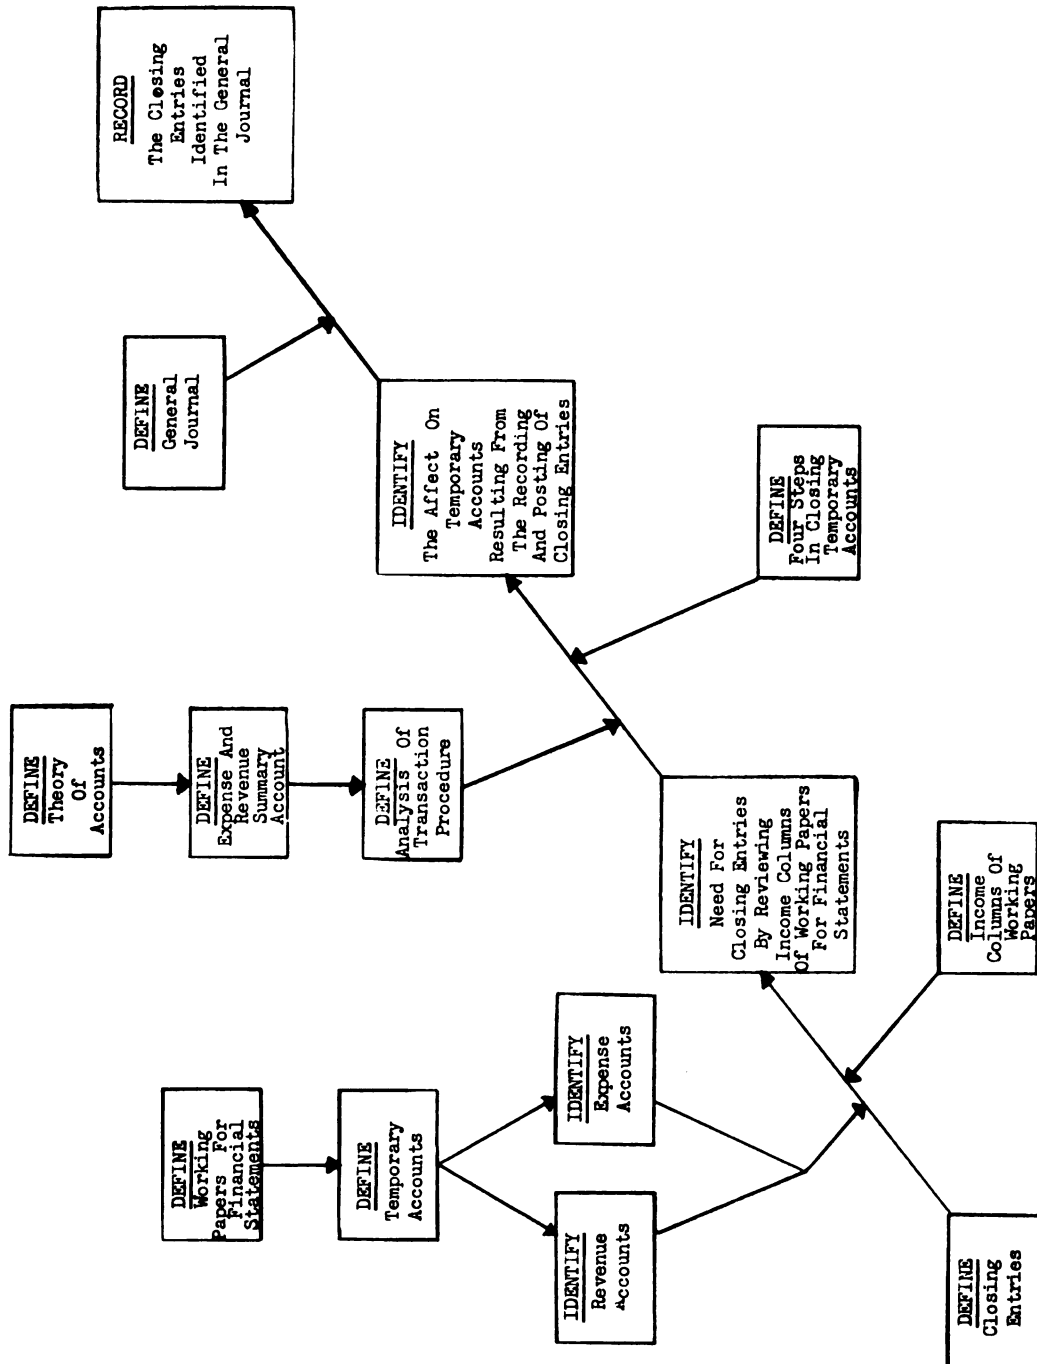 RECORD
The Closing
Entries
Identified
In The General
Journal
DEFINE
General
Journal
IDENTIFY
The Affect On
Temporary
Accounts
Resulting From
The Recording
And Posting Of
Closing Entries
DEFINE
Four Steps
In Closing
Temporary
Accounts
DEFINE
Theory
Of
Accounts
DEFINE
Expense And
Revenue
Summary
Account
DEFINE
Analysis Of
Transaction
Procedure
IDENTIFY
Need For
Closing Entries
By Reviewing
Income Columns
Of Working Papers
For Financial
Statements
DEFINE
Income
Columns Of
Working
Papers
DEFINE
Working
Papers For
Financial
Statements
DEFINE
Temporary
Accounts
IDENTIFY
Expense
Accounts
IDENTIFY
Revenue
Accounts
DEFINE
Closing
Entries